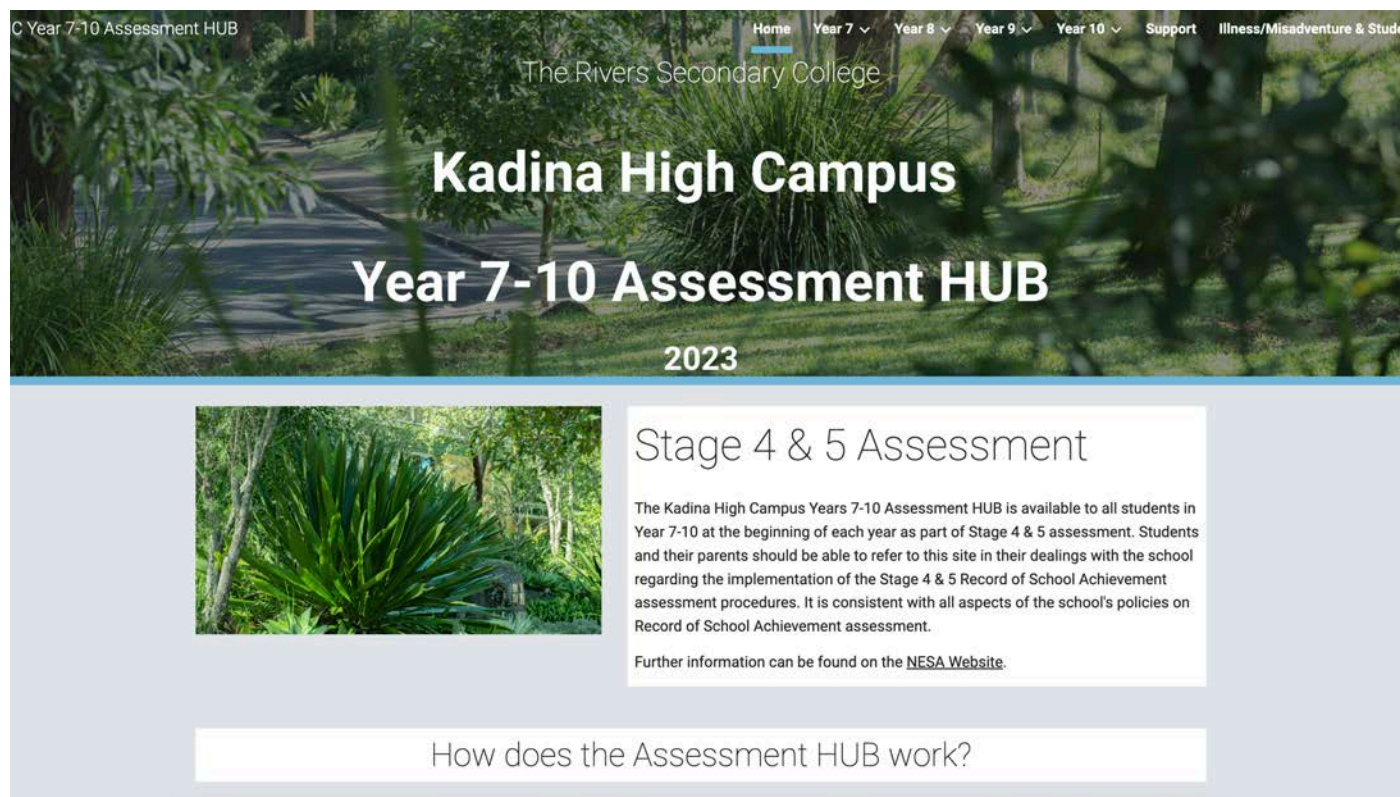 C Year 7-10 Assessment HUB
Home Year 7 Year 8 Year 9 Year 10 Support Illness/Misadventure &
The Rivers Secondary College
Kadina High Campus
Year 7-10 Assessment HUB
2023
Stage 4 & 5 Assessment
The Kadina High Campus Years 7-10 Assessment HUB is available to all students in
Year 7-10 at the beginning of each year as part of Stage 4 & 5 assessment. Students
and their parents should be able to refer to this site in their dealings with the school
regarding the implementation of the Stage 4 & 5 Record of School Achievement
assessment procedures. It is consistent with all aspects of the school's policies on
Record of School Achievement assessment.
Further information can be found on the NESA Website.
How does the Assessment HUB work?